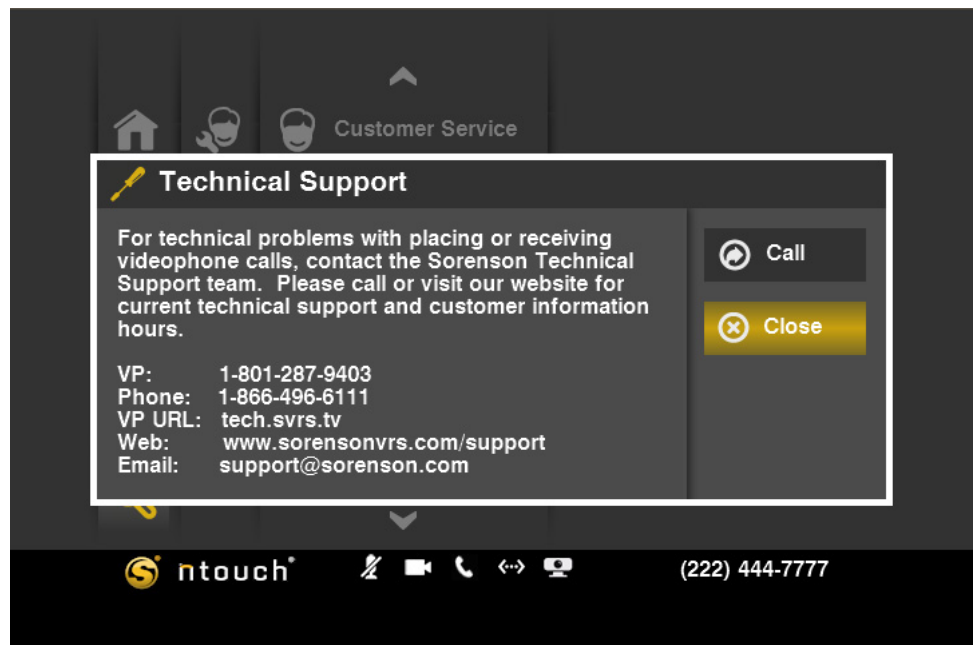 Customer Service
Technical Support
For technical problems with placing or receiving
videophone calls, contact the Sorenson Technical
Support team.  Please call or visit our website for
current technical support and customer information
hours.
VP: 1-801-287-9403
Phone: 1-866-496-6111
VP URL: tech.svrs.tv
Web: www.sorensonvrs.com/support
Email: support@sorenson.com
Call
Close
S ntouch
(222) 444-7777